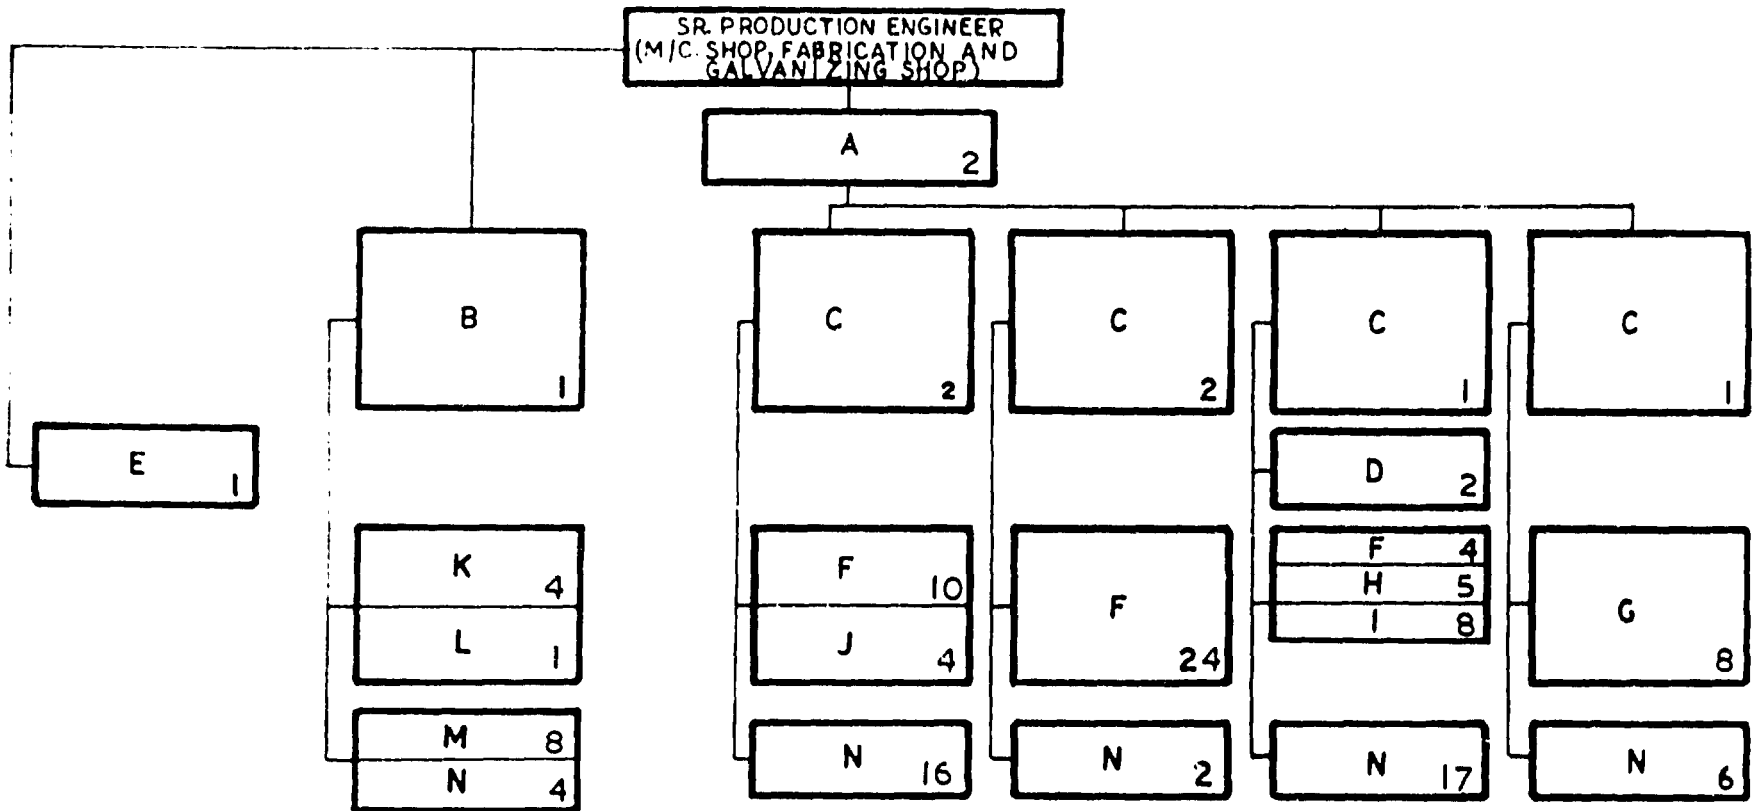 SR. PRODUCTION ENGINEER
(M/C. SHOP, FABRICATION AND
GALVANIZING SHOP)
A 2
B 1
C 2
C 2
C 1
C 1
E 1
D 2
K 4
L 1
F 10
J 4
F 24
F 4
H 5
I 8
G 8
M 8
N 4
N 16
N 2
N 17
N 6